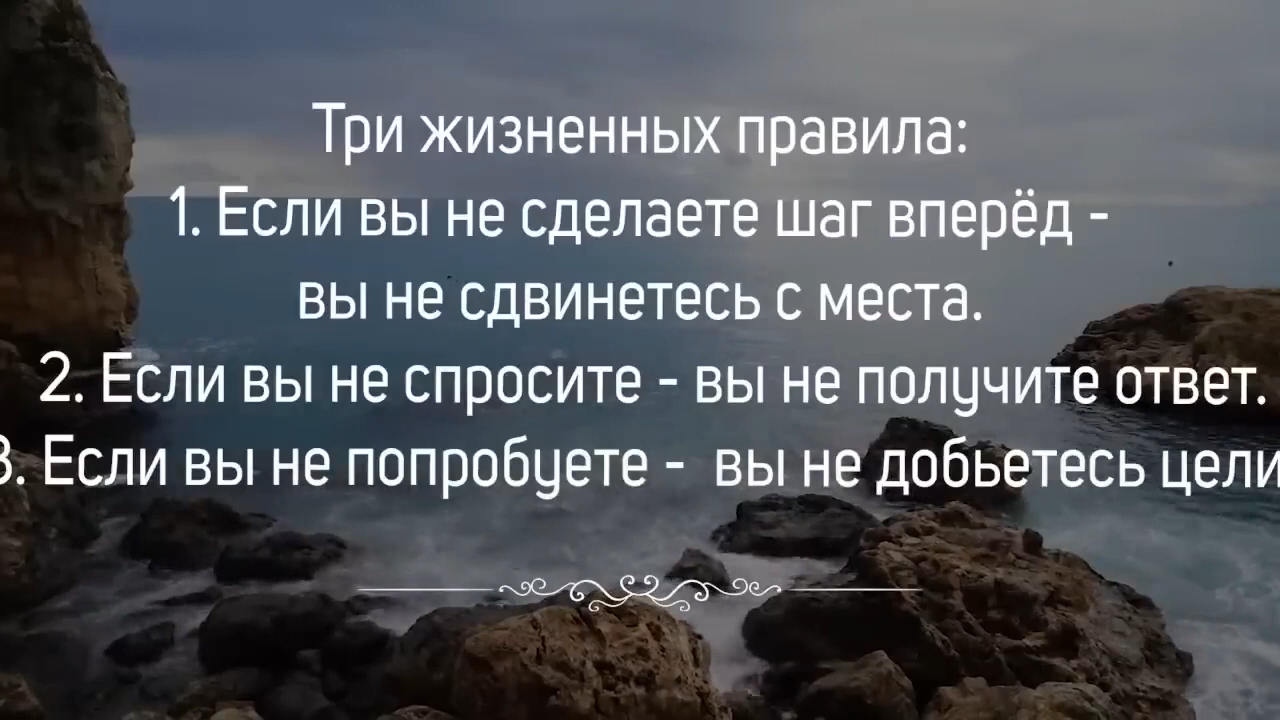 Три жизненных правила:
1. Если вы не сделаете шаг вперёд -
вы не сдвинетесь с места.
2. Если вы не спросите - вы не получите ответ.
3. Если вы не попробуете - вы не добьетесь цели